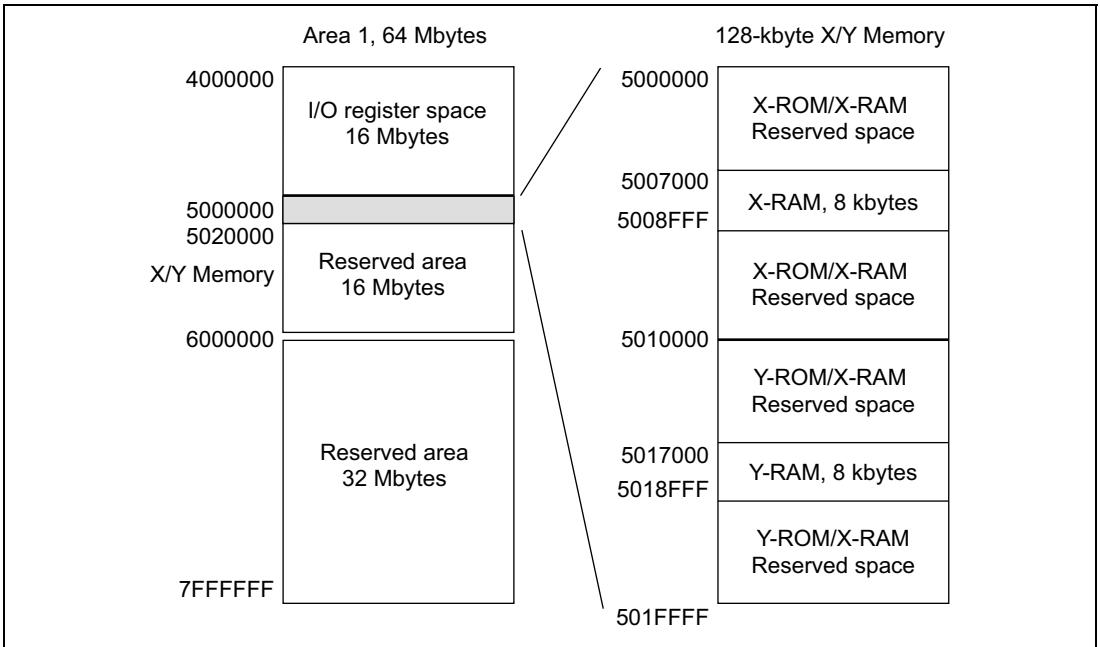 Area 1, 64 Mbytes
4000000
I/O register space
16 Mbytes
5000000
5020000
X/Y Memory
Reserved area
16 Mbytes
6000000
Reserved area
32 Mbytes
7FFFFFF
128-kbyte X/Y Memory
5000000
X-ROM/X-RAM
Reserved space
5007000
X-RAM, 8 kbytes
5008FFF
X-ROM/X-RAM
Reserved space
5010000
Y-ROM/X-RAM
Reserved space
5017000
Y-RAM, 8 kbytes
5018FFF
Y-ROM/X-RAM
Reserved space
501FFFF